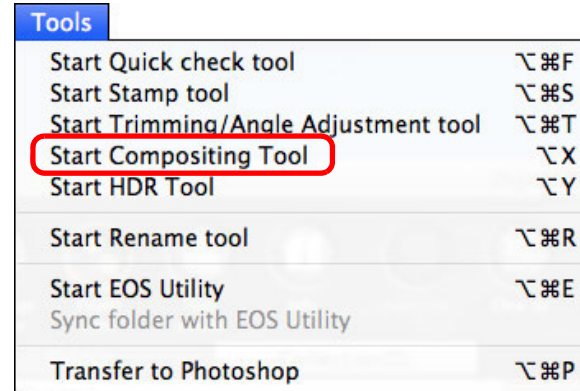 Tools
Start Quick check tool ⌥⌘F
Start Stamp tool ⌥⌘S
Start Trimming/Angle Adjustment tool ⌥⌘T
Start Compositing Tool ⌥X
Start HDR Tool ⌥Y
Start Rename tool ⌥⌘R
Start EOS Utility ⌥⌘E
Sync folder with EOS Utility
Transfer to Photoshop ⌥⌘P